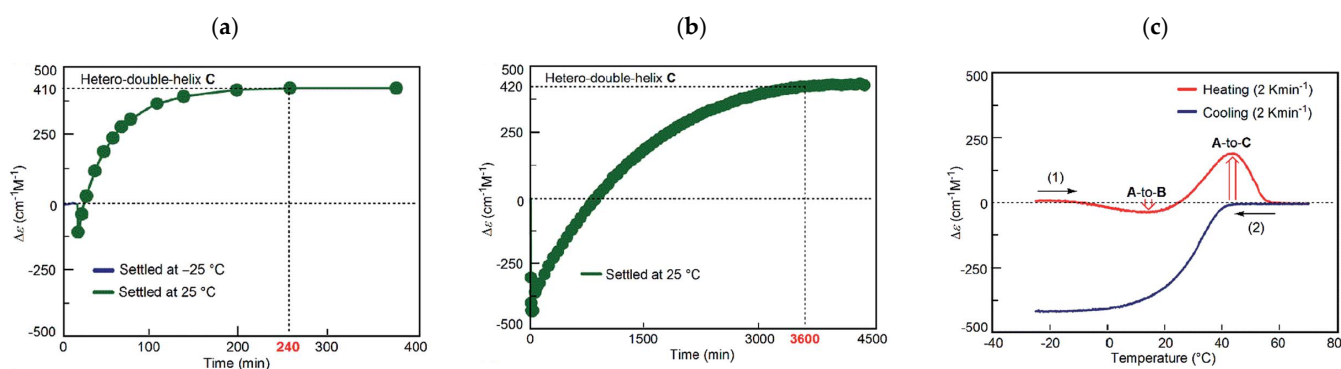 (a)
500
410
250
0
-250
-500
Δε (cm⁻¹M⁻¹)
Hetero-double-helix C
Settled at –25 °C
Settled at 25 °C
0 100 200 240 300 400
Time (min)
(b)
500
420
250
0
-250
-500
Δε (cm⁻¹M⁻¹)
Hetero-double-helix C
Settled at 25 °C
0 1500 3000 3600 4500
Time (min)
(c)
500
250
0
-250
-500
Δε (cm⁻¹M⁻¹)
Heating (2 Kmin⁻¹)
Cooling (2 Kmin⁻¹)
A-to-C
(1)
A-to-B
(2)
-40 -20 0 20 40 60 80
Temperature (°C)